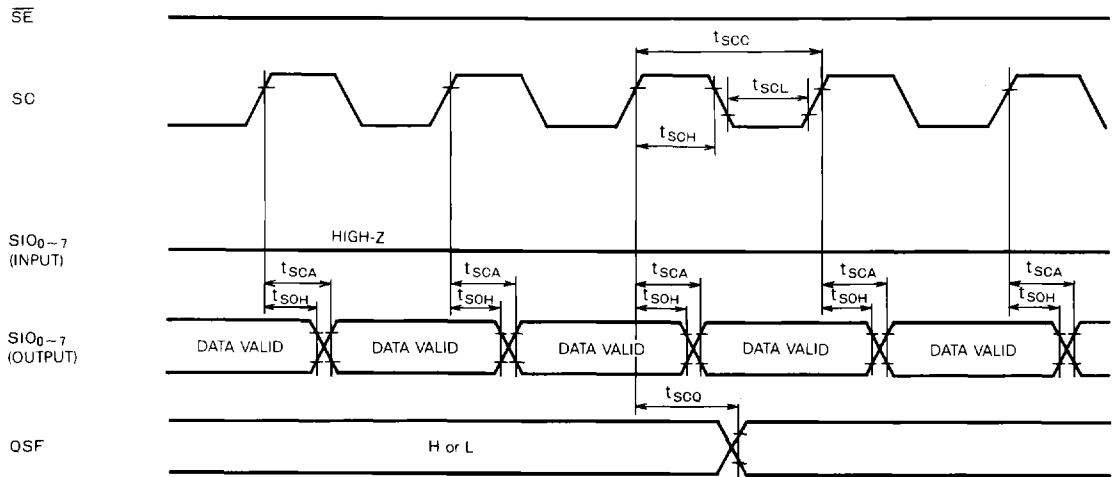 SE
tSCC
SC
tSCL
tSCH
SIO0~7
(INPUT)
HIGH-Z
tSCA tSCA tSCA tSCA tSCA
tSOH tSOH tSOH tSOH tSOH
SIO0~7
(OUTPUT)
DATA VALID DATA VALID DATA VALID DATA VALID DATA VALID
tSCQ
QSF
H or L